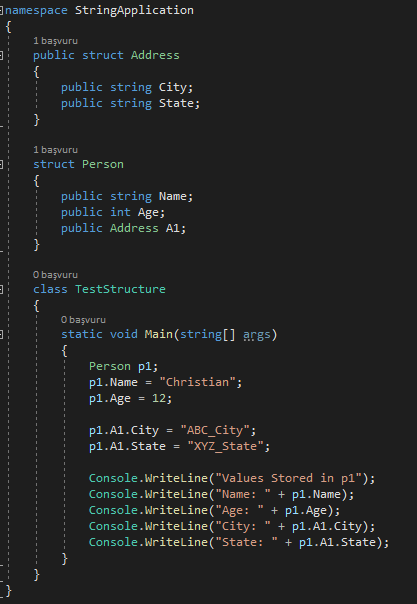 namespace StringApplication
{
1 başvuru
public struct Address
{
public string City;
public string State;
}
1 başvuru
struct Person
{
public string Name;
public int Age;
public Address A1;
}
0 başvuru
class TestStructure
{
0 başvuru
static void Main(string[] args)
{
Person p1;
p1.Name = "Christian";
p1.Age = 12;
p1.A1.City = "ABC_City";
p1.A1.State = "XYZ_State";
Console.WriteLine("Values Stored in p1");
Console.WriteLine("Name: " + p1.Name);
Console.WriteLine("Age: " + p1.Age);
Console.WriteLine("City: " + p1.A1.City);
Console.WriteLine("State: " + p1.A1.State);
}
}
}